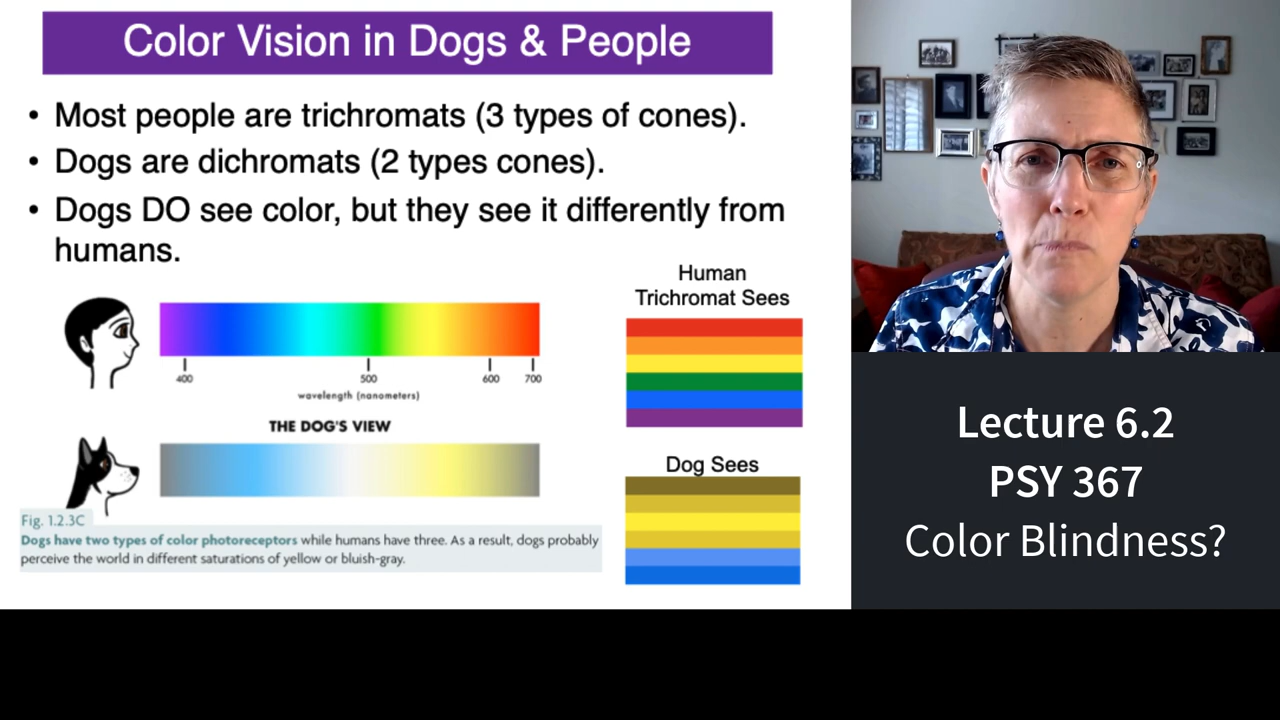 Color Vision in Dogs & People
• Most people are trichromats (3 types of cones).
• Dogs are dichromats (2 types cones).
• Dogs DO see color, but they see it differently from
humans.
400
500
600
700
wavelength (nanometers)
THE DOG'S VIEW
Fig. 1.2.3C
Dogs have two types of color photoreceptors while humans have three. As a result, dogs probably
perceive the world in different saturations of yellow or bluish-gray.
Human
Trichromat Sees
Dog Sees
Lecture 6.2
PSY 367
Color Blindness?